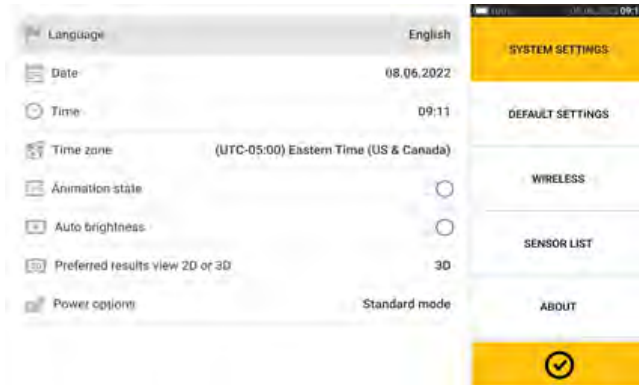 Language English
Date 08.06.2022
Time 09:11
Time zone (UTC-05:00) Eastern Time (US & Canada)
Animation state
Auto brightness
Preferred results view 2D or 3D 3D
Power options Standard mode
SYSTEM SETTINGS
DEFAULT SETTINGS
WIRELESS
SENSOR LIST
ABOUT